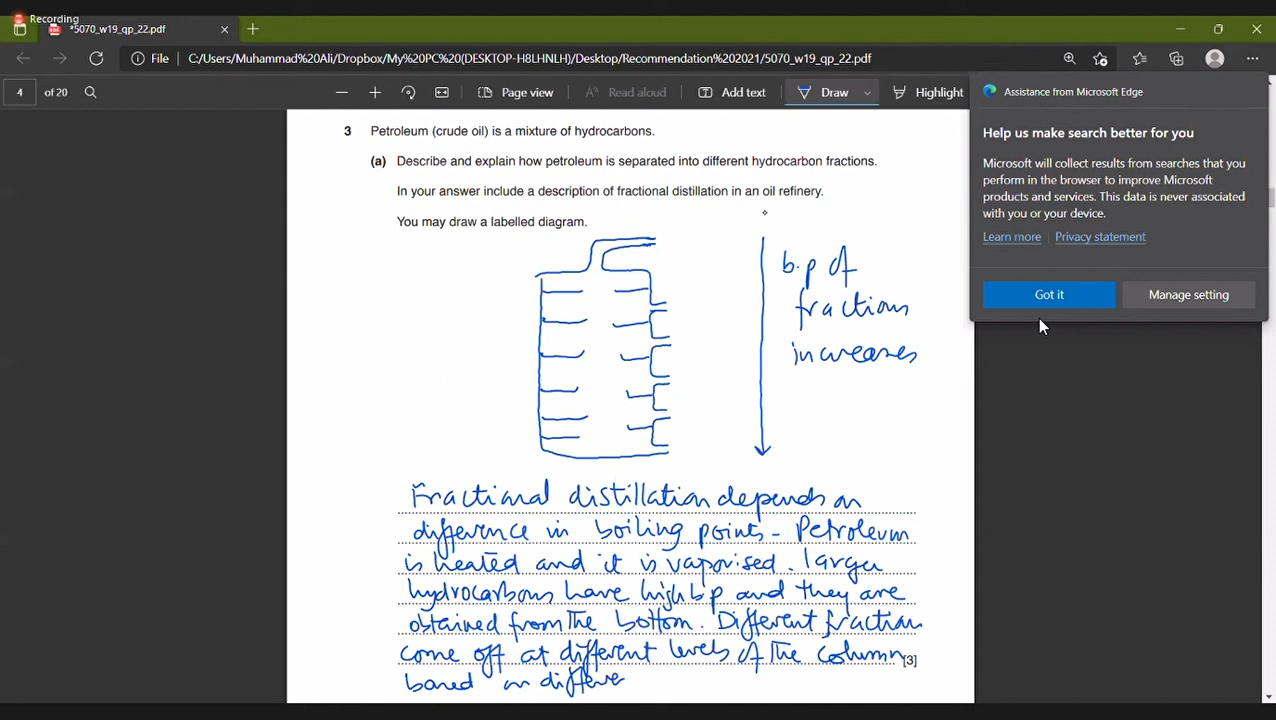 Recording
*5070_w19_qp_22.pdf
File
C:/Users/Muhammad%20Ali/Dropbox/My%20PC%20(DESKTOP-H8LHNLH)/Desktop/Recommendation%202021/5070_w19_qp_22.pdf
4 of 20
Page view
Read aloud
Add text
Draw
Highlight
Assistance from Microsoft Edge
Help us make search better for you
Microsoft will collect results from searches that you
perform in the browser to improve Microsoft
products and services. This data is never associated
with you or your device.
Learn more
Privacy statement
Got it
Manage setting
3 Petroleum (crude oil) is a mixture of hydrocarbons.
(a) Describe and explain how petroleum is separated into different hydrocarbon fractions.
In your answer include a description of fractional distillation in an oil refinery.
You may draw a labelled diagram.
b.p of
fractions
increases
Fractional distillation depends on
difference in boiling points - Petroleum
is heated and it is vaporised. larger
hydrocarbons have high b p and they are
obtained from the bottom. Different fraction
come off at different levels of the column
[3]
based on differe